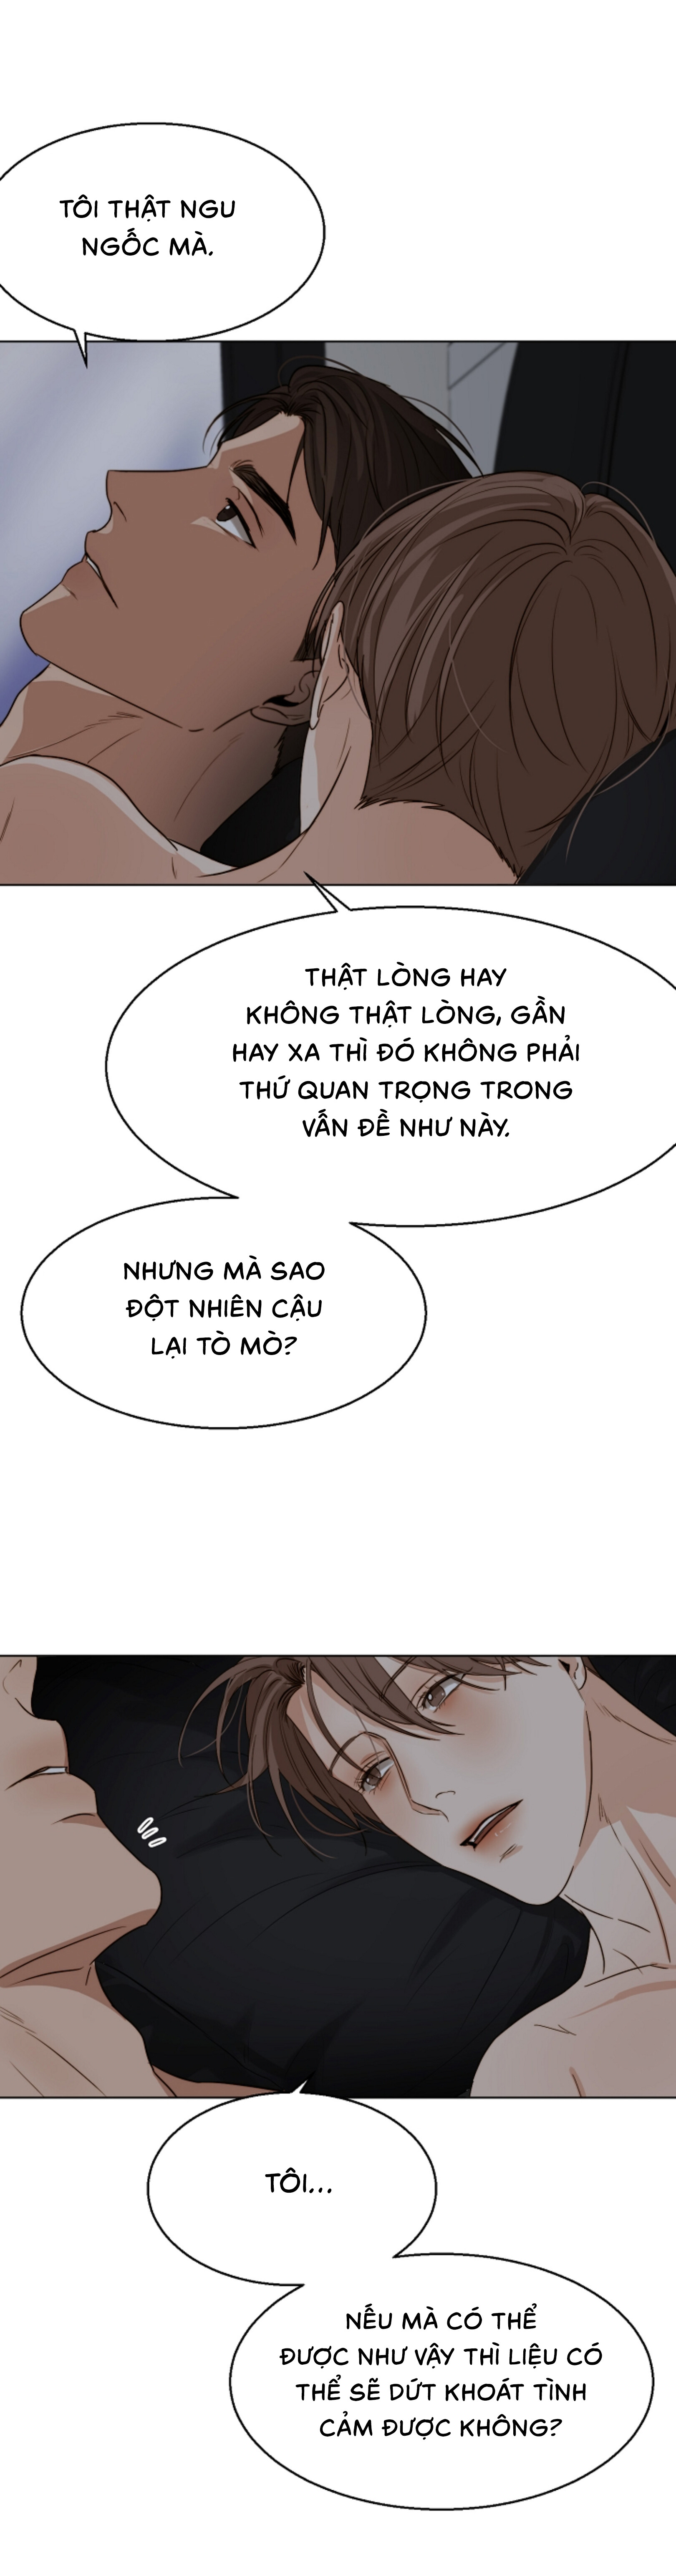 TÔI THẬT NGU
NGỐC MÀ.
THẬT LÒNG HAY
KHÔNG THẬT LÒNG, GẦN
HAY XA THÌ ĐÓ KHÔNG PHẢI
THỨ QUAN TRỌNG TRONG
VẤN ĐỀ NHƯ NÀY.
NHƯNG MÀ SAO
ĐỘT NHIÊN CẬU
LẠI TÒ MÒ?
TÔI...
NẾU MÀ CÓ THỂ
ĐƯỢC NHƯ VẬY THÌ LIỆU CÓ
THỂ SẼ DỨT KHOÁT TÌNH
CẢM ĐƯỢC KHÔNG?